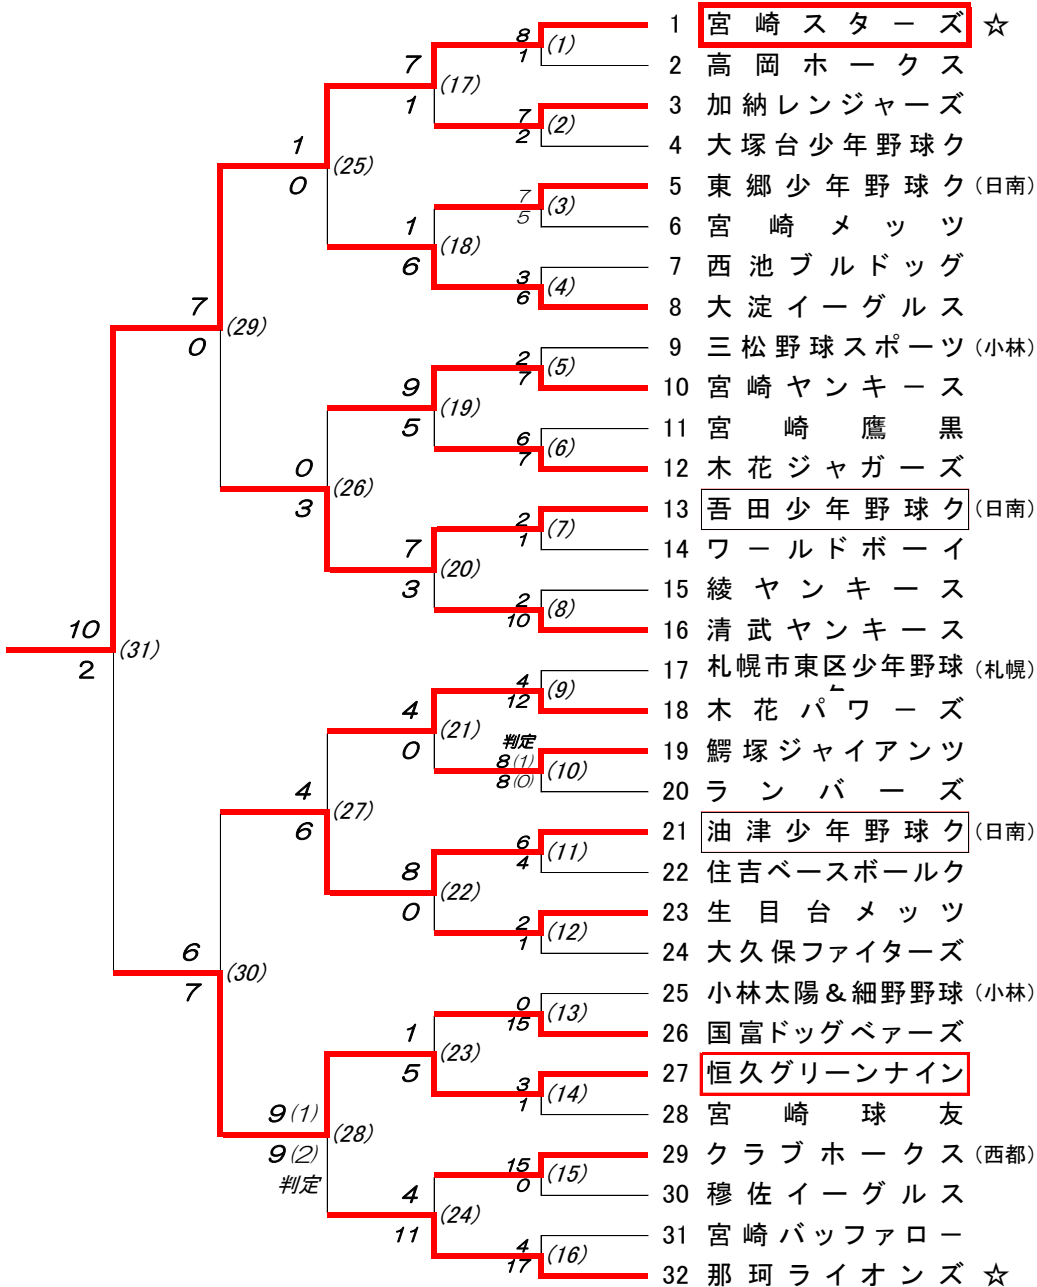 1 宮崎スターズ ☆
8
1
(1)
2 高岡ホークス
7
1
(17)
3 加納レンジャーズ
7
2
(2)
4 大塚台少年野球ク
1
0
(25)
5 東郷少年野球ク (日南)
7
5
(3)
6 宮崎メッツ
1
6
(18)
7 西池ブルドッグ
3
6
(4)
8 大淀イーグルス
7
0
(29)
9 三松野球スポーツ (小林)
2
7
(5)
10 宮崎ヤンキース
9
5
(19)
11 宮崎鷹黒
6
7
(6)
12 木花ジャガーズ
0
3
(26)
13 吾田少年野球ク (日南)
2
1
(7)
14 ワールドボーイ
7
3
(20)
15 綾ヤンキース
2
10
(8)
16 清武ヤンキース
10
2
(31)
17 札幌市東区少年野球ク (札幌)
4
12
(9)
18 木花パワーズ
4
0
(21)
19 鰐塚ジャイアンツ
判定
8(1)
8(0)
(10)
20 ランバーズ
4
6
(27)
21 油津少年野球ク (日南)
6
4
(11)
22 住吉ベースボールク
8
0
(22)
23 生目台メッツ
2
1
(12)
24 大久保ファイターズ
6
7
(30)
25 小林太陽&細野野球 (小林)
0
15
(13)
26 国富ドッグベァーズ
1
5
(23)
27 恒久グリーンナイン
3
1
(14)
28 宮崎球友
9(1)
9(2)
判定
(28)
29 クラブホークス (西都)
15
0
(15)
30 穆佐イーグルス
4
11
(24)
31 宮崎バッファロー
4
17
(16)
32 那珂ライオンズ ☆